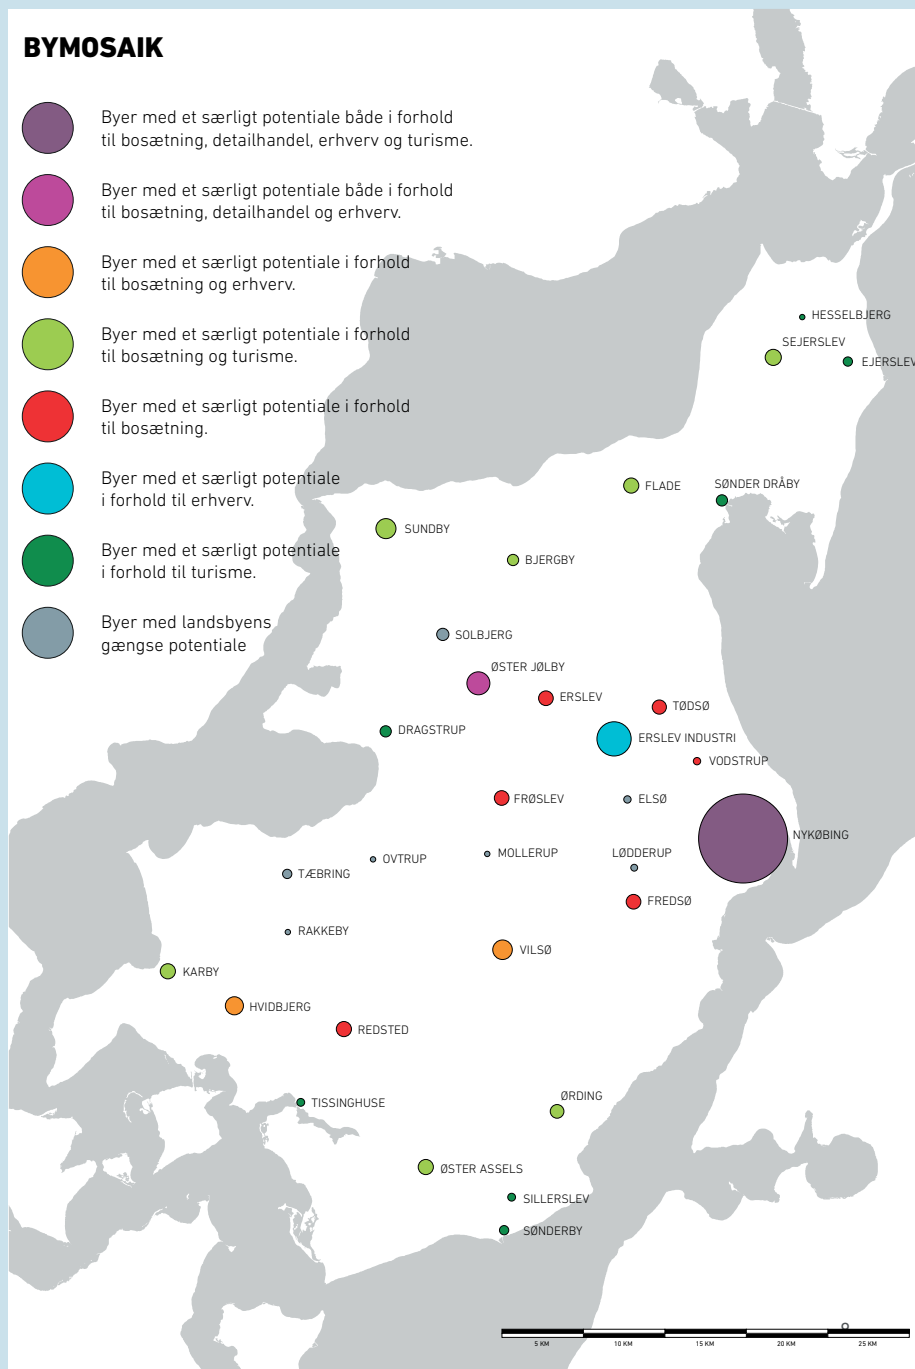 BYMOSAIK
Byer med et særligt potentiale både i forhold
til bosætning, detailhandel, erhverv og turisme.
Byer med et særligt potentiale både i forhold
til bosætning, detailhandel og erhverv.
Byer med et særligt potentiale i forhold
til bosætning og erhverv.
Byer med et særligt potentiale i forhold
til bosætning og turisme.
Byer med et særligt potentiale i forhold
til bosætning.
Byer med et særligt potentiale
i forhold til erhverv.
Byer med et særligt potentiale
i forhold til turisme.
Byer med landsbyens
gængse potentiale
HESSELBJERG
SEJERSLEV
EJERSLEV
FLADE
SØNDER DRÅBY
SUNDBY
BJERGBY
SOLBJERG
ØSTER JØLBY
ERSLEV
TØDSØ
DRAGSTRUP
ERSLEV INDUSTRI
VODSTRUP
FRØSLEV
ELSØ
NYKØBING
OVTRUP
MOLLERUP
LØDDERUP
TÆBRING
FREDSØ
RAKKEBY
VILSØ
KARBY
HVIDBJERG
REDSTED
TISSINGHUSE
ØRDING
ØSTER ASSELS
SILLERSLEV
SØNDERBY
5 KM
10 KM
15 KM
20 KM
25 KM